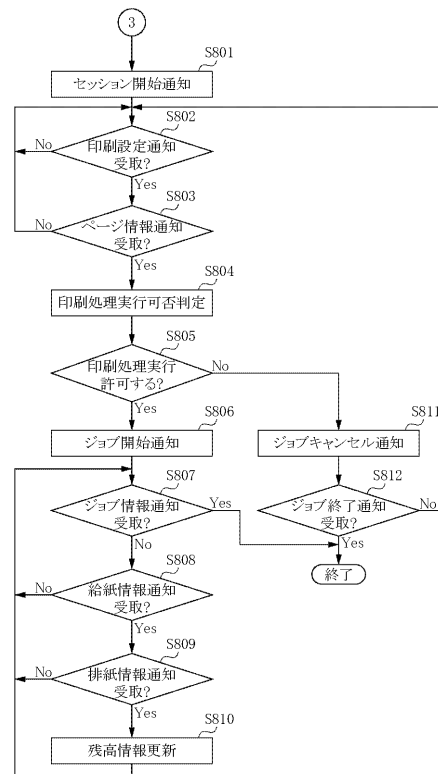 3
S801
セッション開始通知
S802
印刷設定通知
受取?
No
Yes
S803
ページ情報通知
受取?
No
Yes
S804
印刷処理実行可否判定
S805
印刷処理実行
許可する?
No
Yes
S806
ジョブ開始通知
S811
ジョブキャンセル通知
S807
ジョブ情報通知
受取?
Yes
No
S812
ジョブ終了通知
受取?
No
Yes
終了
S808
給紙情報通知
受取?
No
Yes
S809
排紙情報通知
受取?
No
Yes
S810
残高情報更新